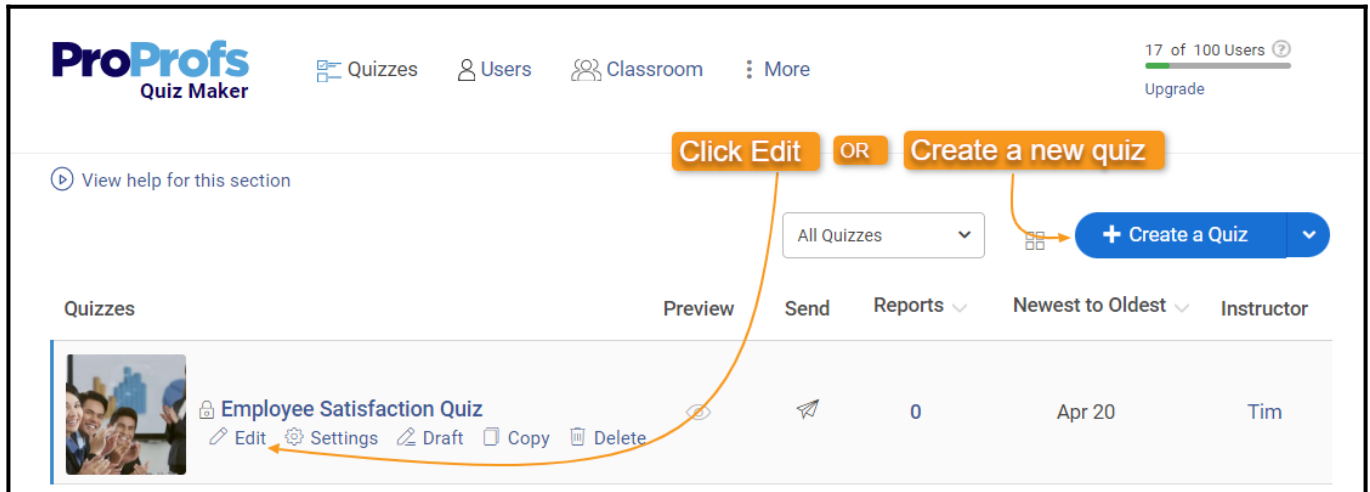 ProProfs
Quiz Maker
Quizzes
Users
Classroom
More
17 of 100 Users ?
Upgrade
Click Edit
OR
Create a new quiz
View help for this section
All Quizzes
+ Create a Quiz
Quizzes
Preview
Send
Reports
Newest to Oldest
Instructor
Employee Satisfaction Quiz
0
Apr 20
Tim
Edit
Settings
Draft
Copy
Delete